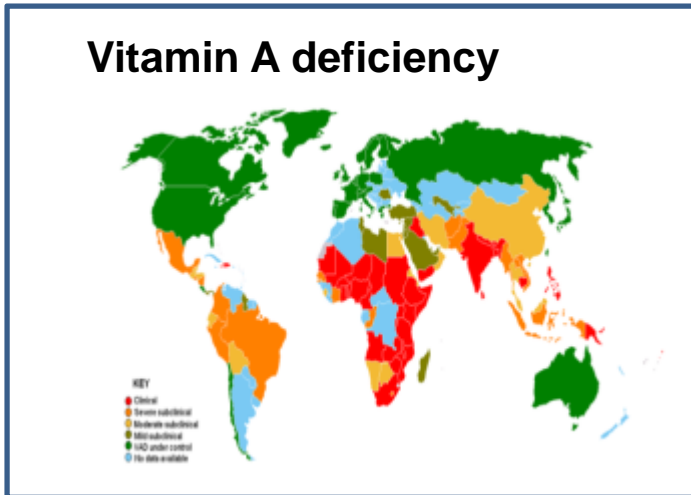 Vitamin A deficiency
KEY
Clinical
Severe subclinical
Moderate subclinical
Mild subclinical
VAD under control
No data available